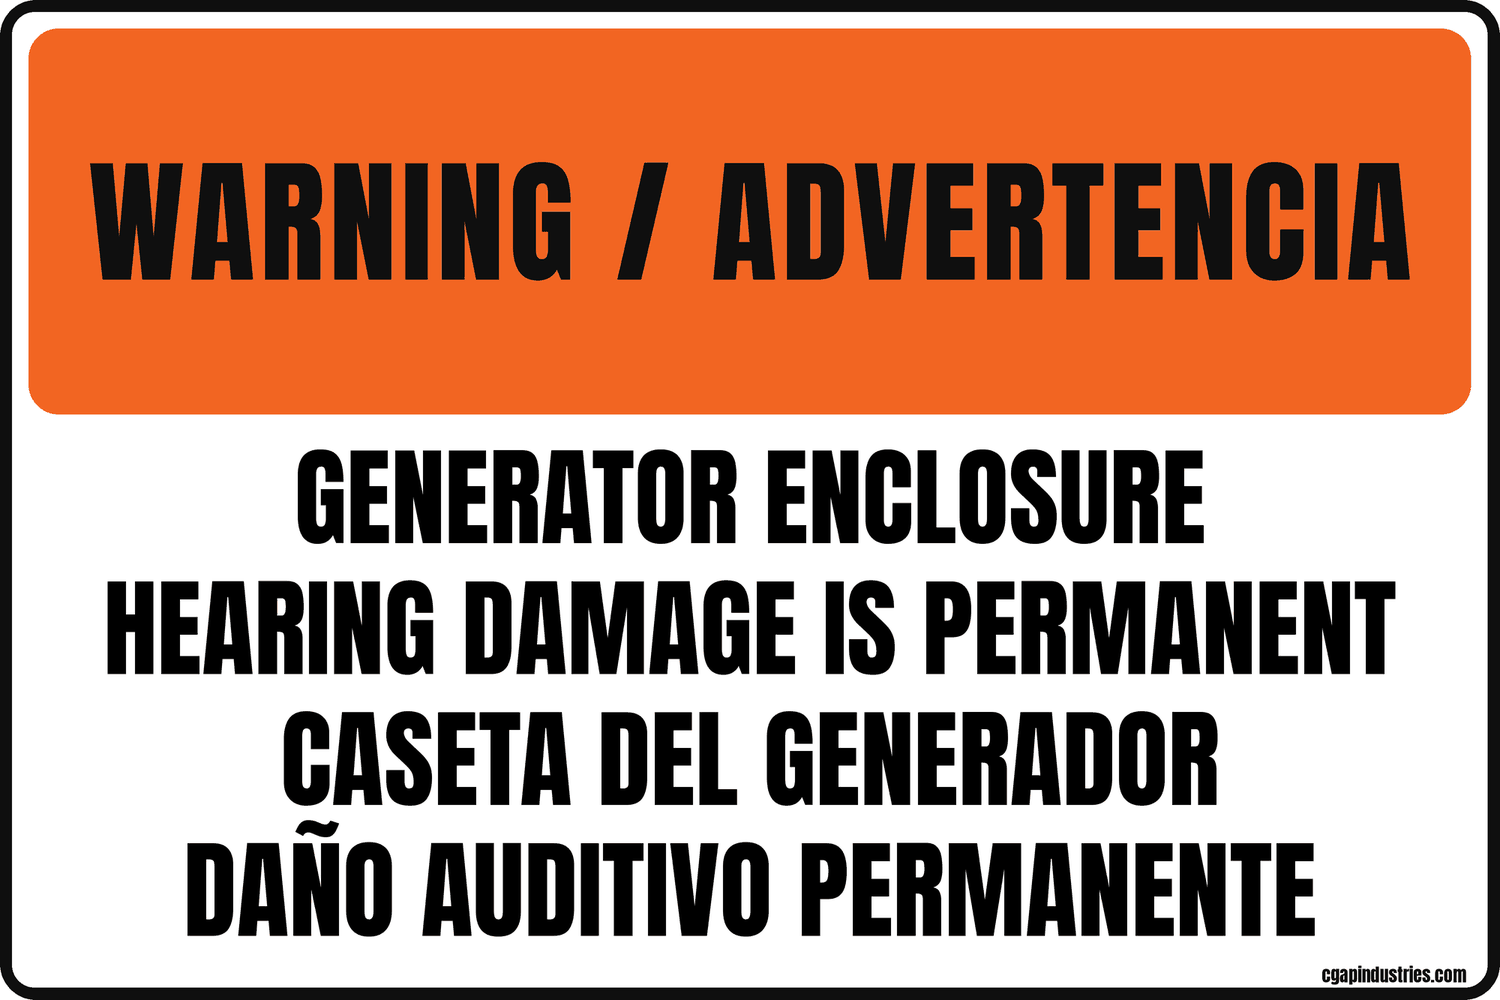 WARNING / ADVERTENCIA
GENERATOR ENCLOSURE
HEARING DAMAGE IS PERMANENT
CASETA DEL GENERADOR
DAÑO AUDITIVO PERMANENTE
cgapindustries.com